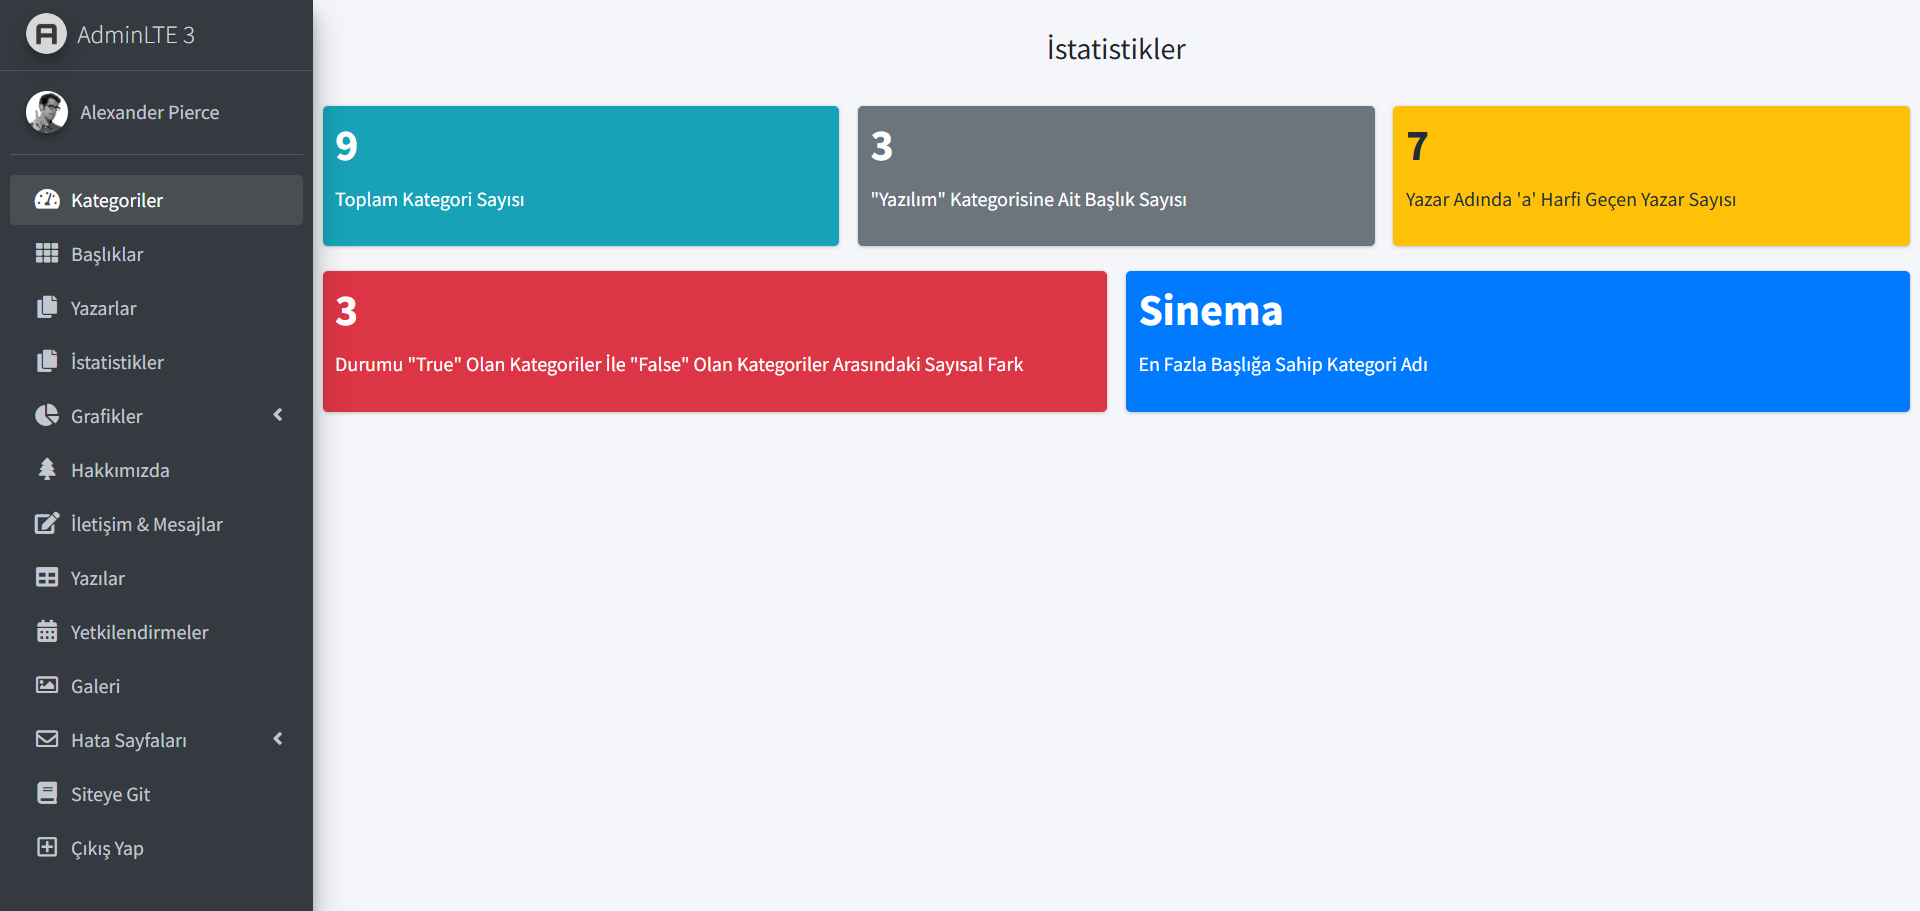 AdminLTE 3
Alexander Pierce
Kategoriler
Başlıklar
Yazarlar
İstatistikler
Grafikler
Hakkımızda
İletişim & Mesajlar
Yazılar
Yetkilendirmeler
Galeri
Hata Sayfaları
Siteye Git
Çıkış Yap
İstatistikler
9
Toplam Kategori Sayısı
3
"Yazılım" Kategorisine Ait Başlık Sayısı
7
Yazar Adında 'a' Harfi Geçen Yazar Sayısı
3
Durumu "True" Olan Kategoriler İle "False" Olan Kategoriler Arasındaki Sayısal Fark
Sinema
En Fazla Başlığa Sahip Kategori Adı